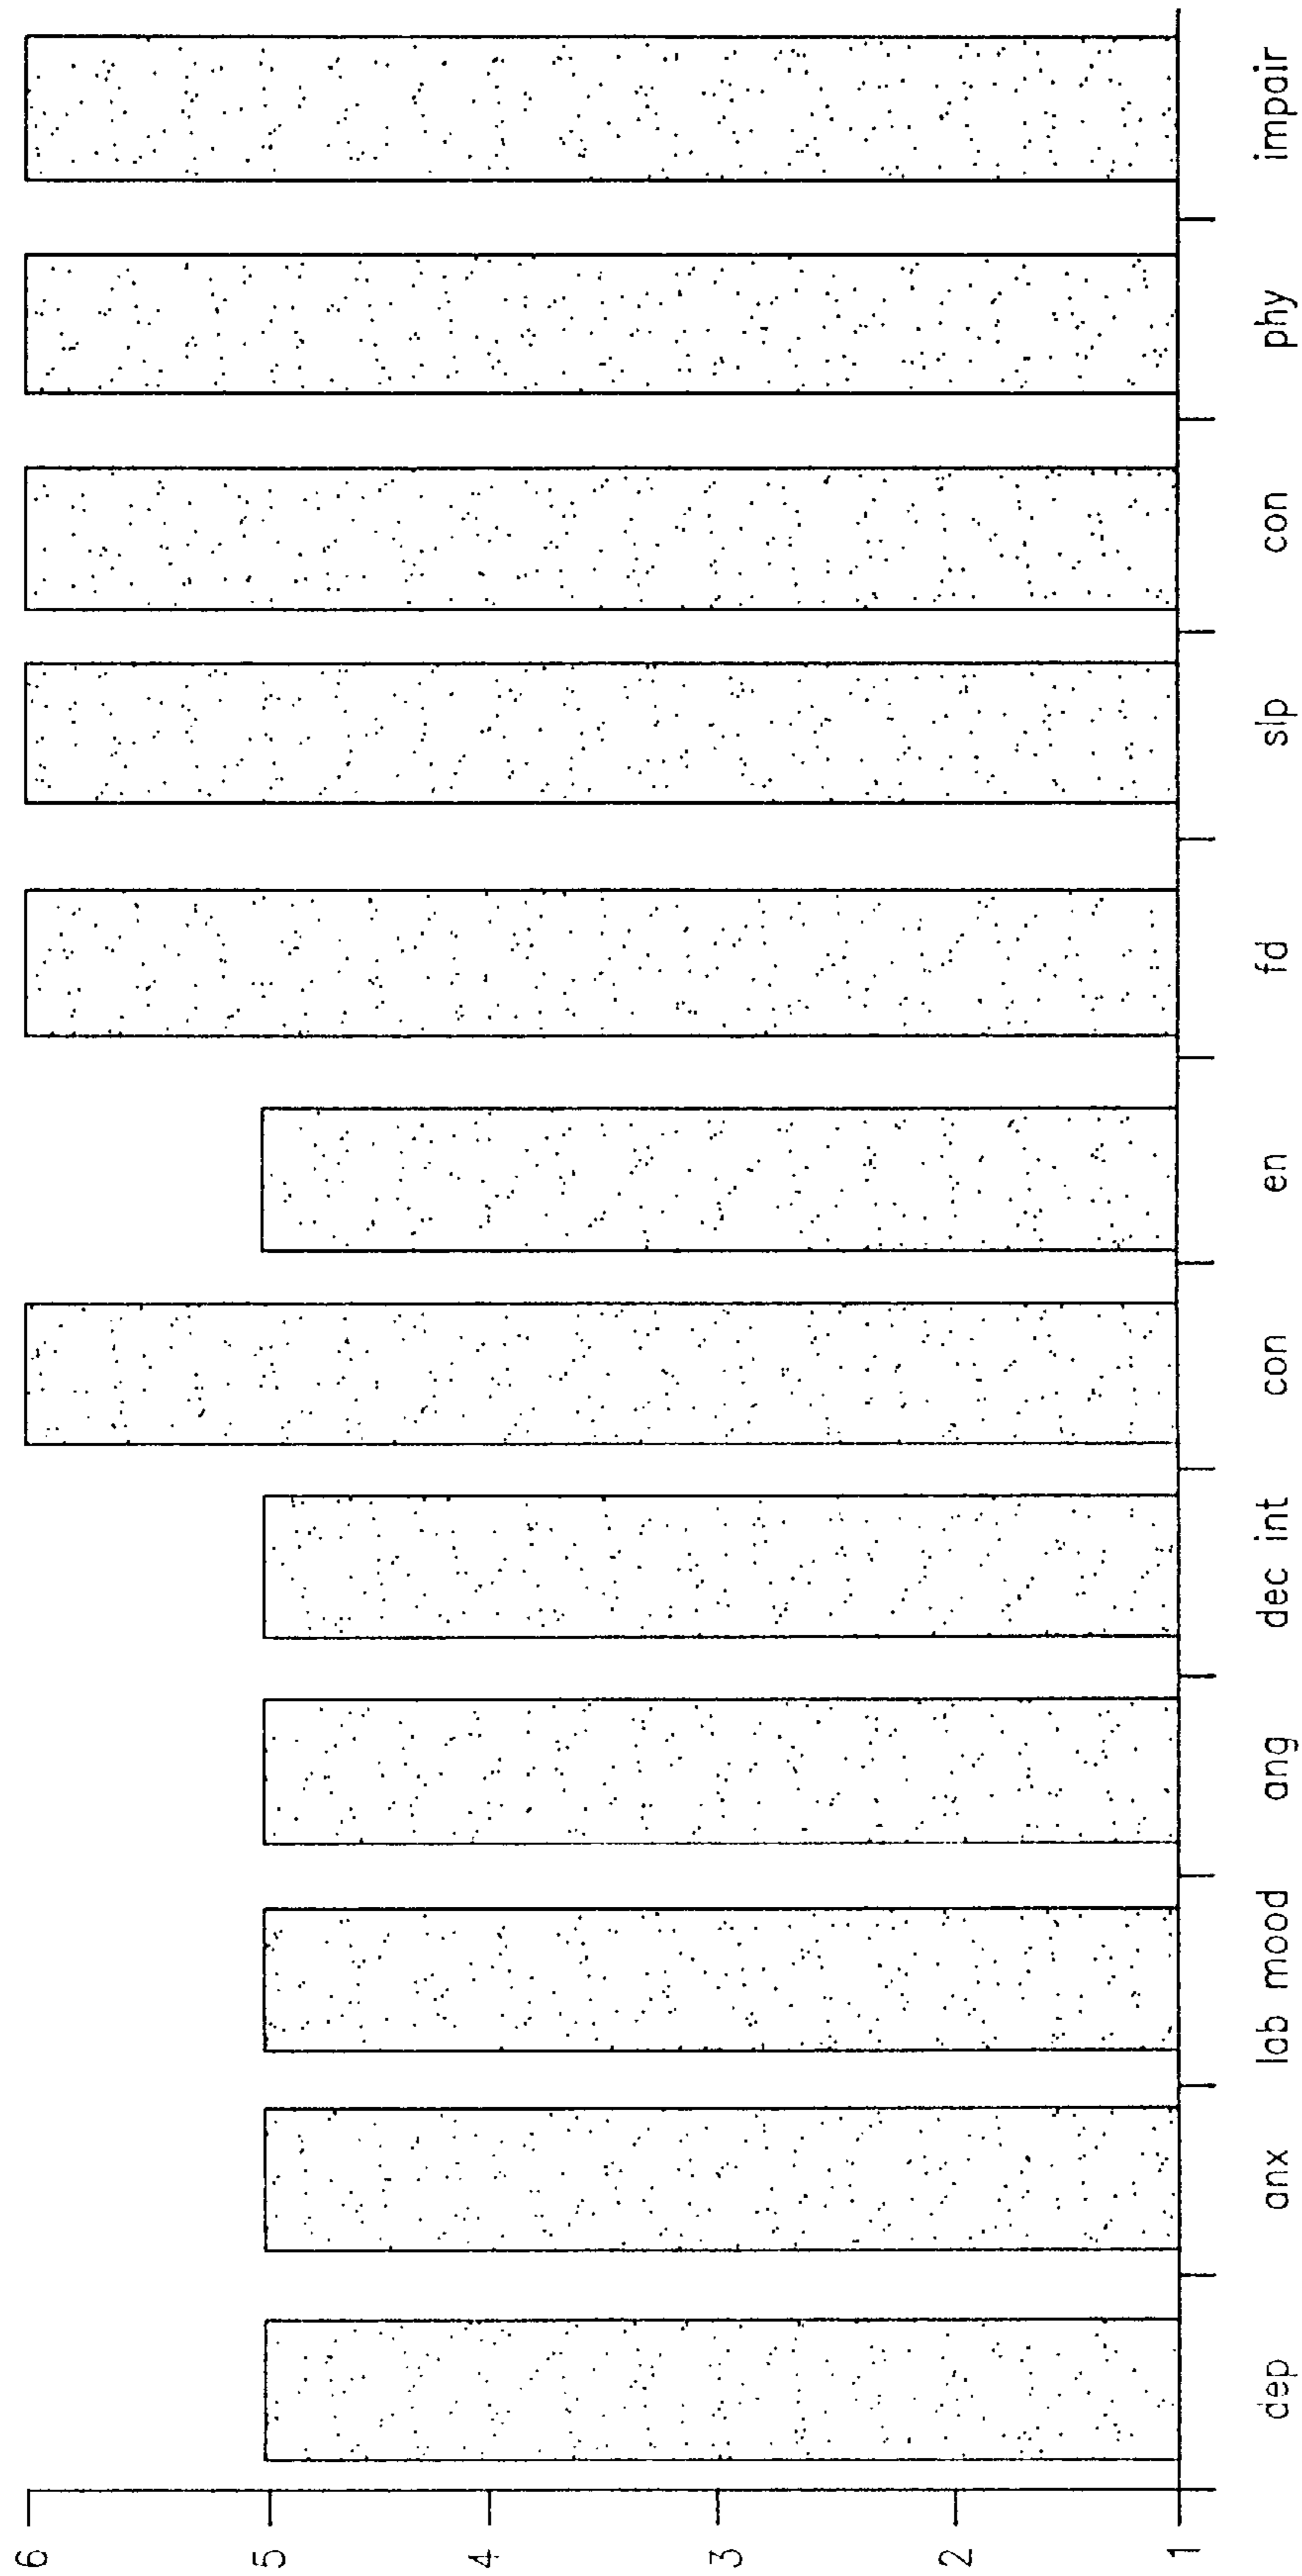 6
5
4
3
2
1
dep
anx
lab mood
ang
dec int
con
en
fd
slp
con
phy
impair